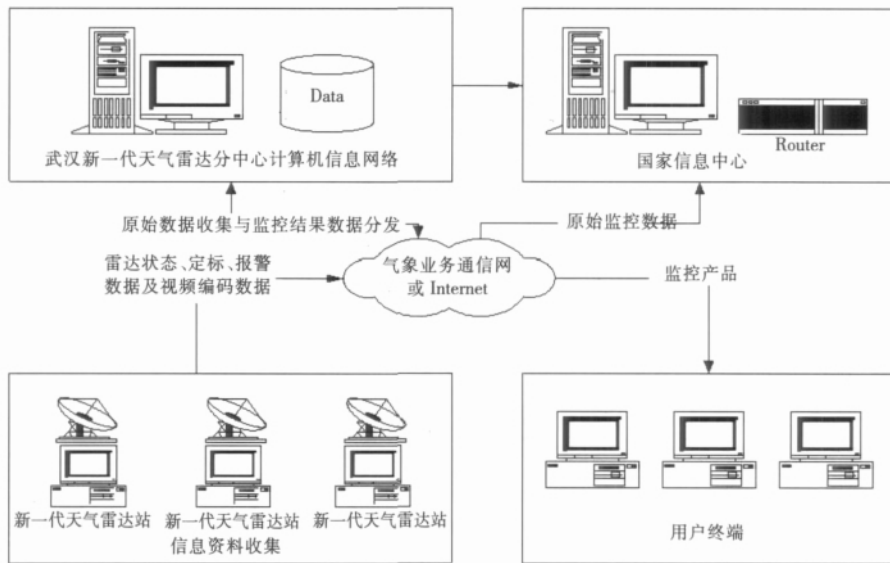 Data
武汉新一代天气雷达分中心计算机信息网络
Router
国家信息中心
原始数据收集与监控结果数据分发
原始监控数据
雷达状态、定标、报警
数据及视频编码数据
气象业务通信网
或 Internet
监控产品
新一代天气雷达站
新一代天气雷达站
新一代天气雷达站
信息资料收集
用户终端